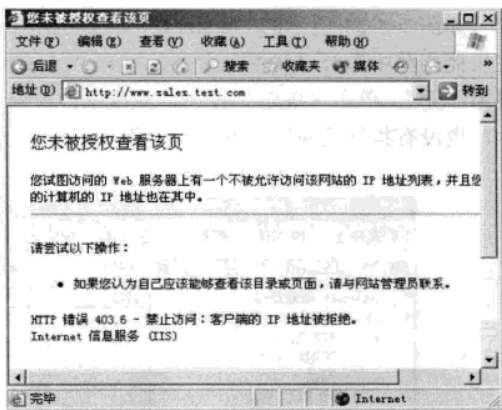 您未被授权查看该页
文件(F) 编辑(E) 查看(V) 收藏(A) 工具(T) 帮助(H)
后退 搜索 收藏夹 媒体 »
地址(D) http://www.sales.test.com 转到
您未被授权查看该页
您试图访问的 Web 服务器上有一个不被允许访问该网站的 IP 地址列表，并且您
的计算机的 IP 地址也在其中。
请尝试以下操作：
• 如果您认为自己应该能够查看该目录或页面，请与网站管理员联系。
HTTP 错误 403.6 - 禁止访问：客户端的 IP 地址被拒绝。
Internet 信息服务 (IIS)
完毕 Internet